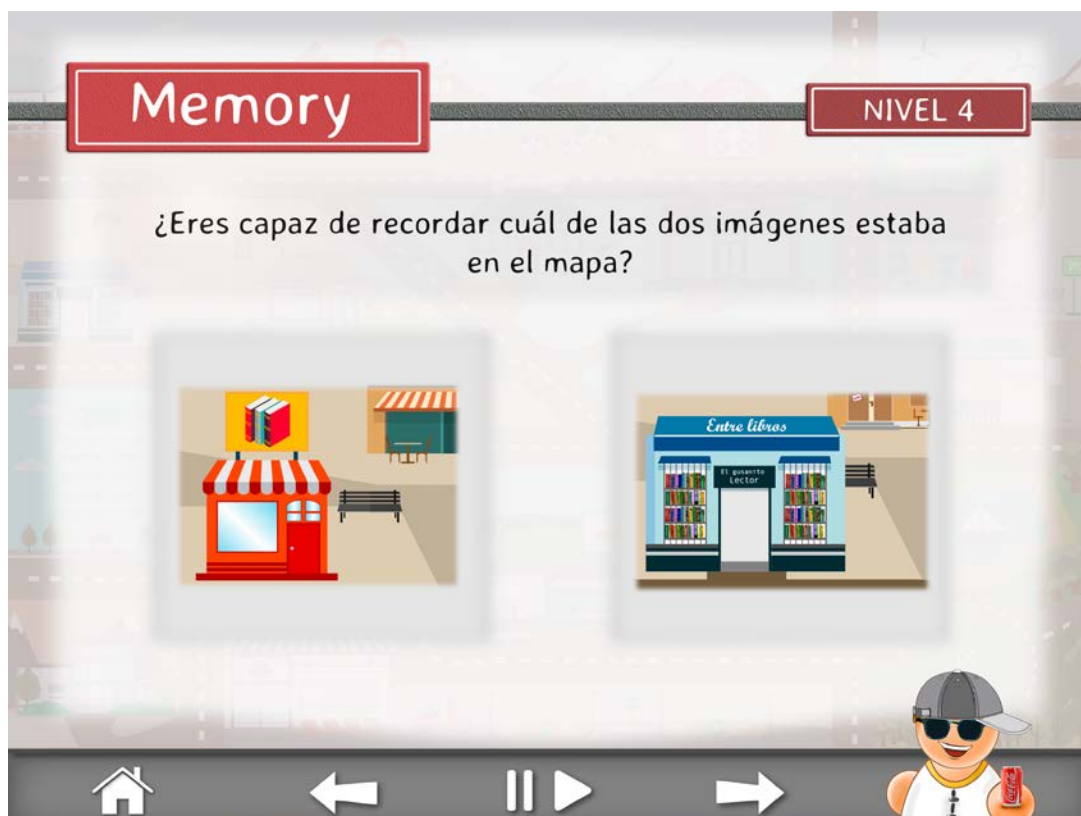 Memory
NIVEL 4
¿Eres capaz de recordar cuál de las dos imágenes estaba
en el mapa?
Entre libros
El gusanito
Lector